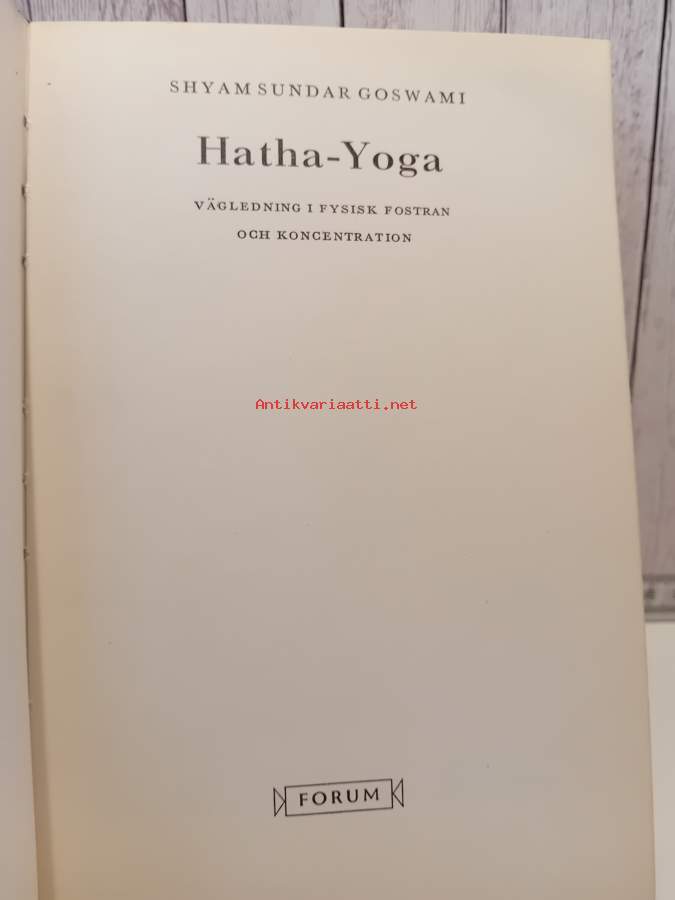 SHYAM SUNDAR GOSWAMI
Hatha-Yoga
VÄGLEDNING I FYSISK FOSTRAN
OCH KONCENTRATION
Antikvariaatti.net
FORUM